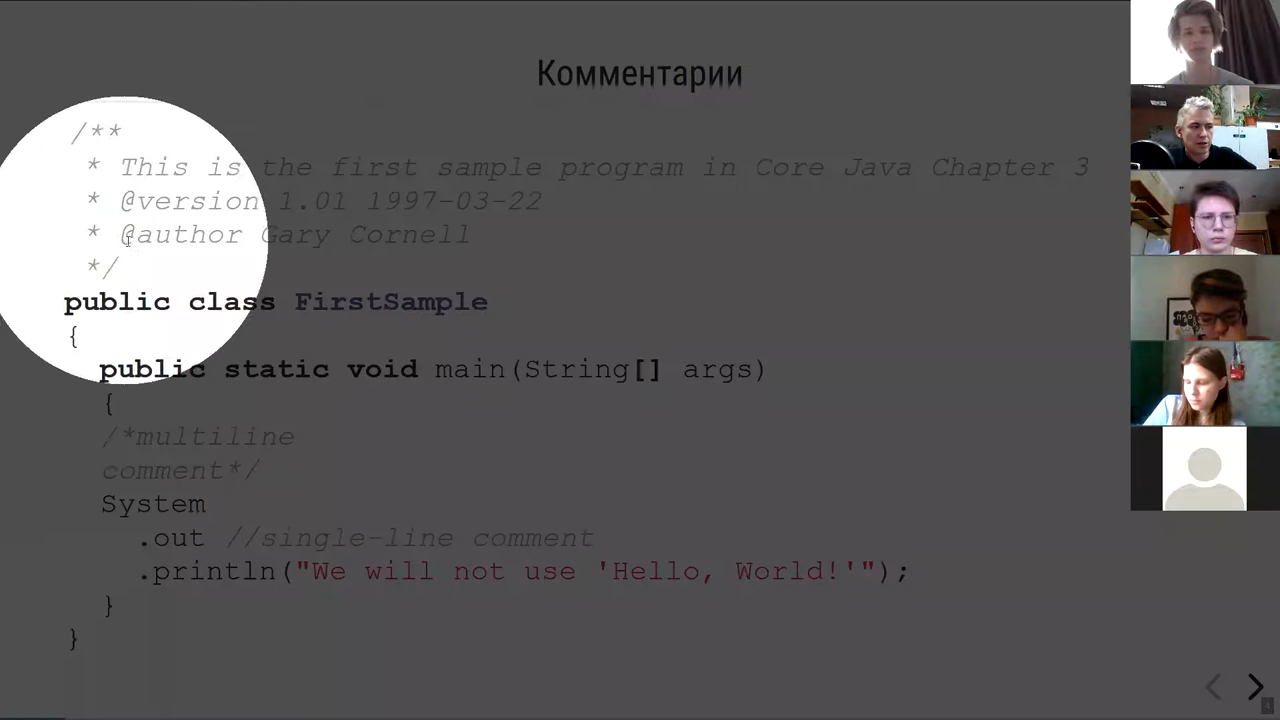 Комментарии
/**
* This is the first sample program in Core Java Chapter 3
* @version 1.01 1997-03-22
* @author Gary Cornell
*/
public class FirstSample
{
public static void main(String[] args)
{
/*multiline
comment*/
System
.out //single-line comment
.println("We will not use 'Hello, World!'");
}
}